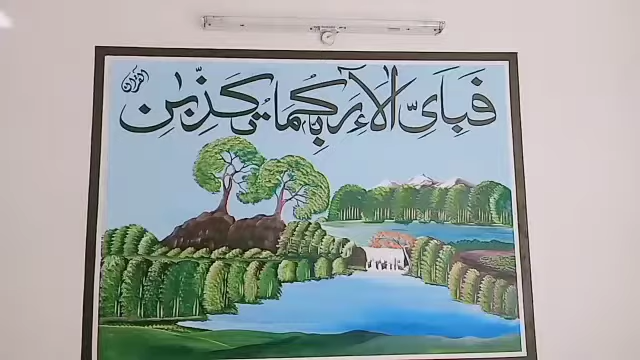 فَبِاَىِّ اٰلَآءِ رَبِّكُمَا تُكَذِّبٰنِ
القرآن